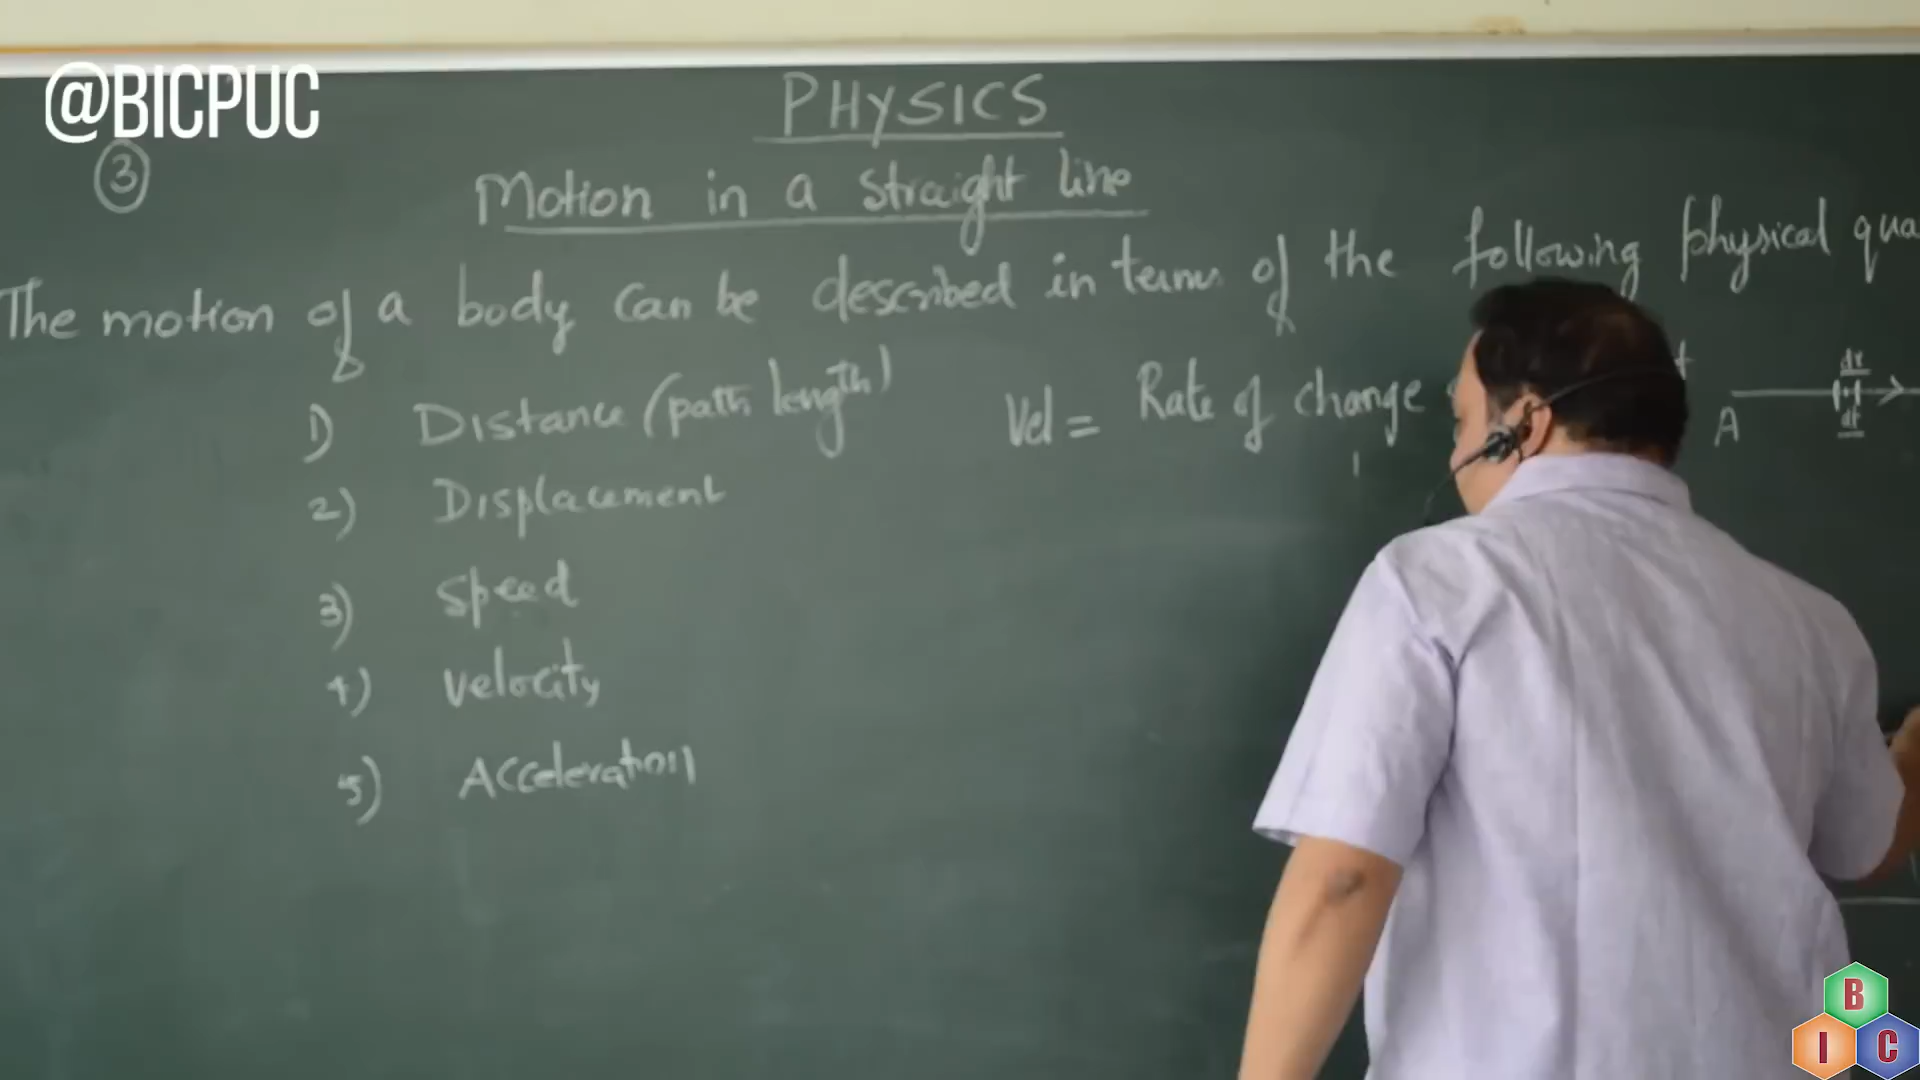 @BICPUC
PHYSICS
3
Motion in a straight line
The motion of a body can be described in terms of the following physical qua
1) Distance (path length)
Vel = Rate of change
t
A
dx
dt
2) Displacement
3) Speed
4) Velocity
5) Acceleration
B
I C